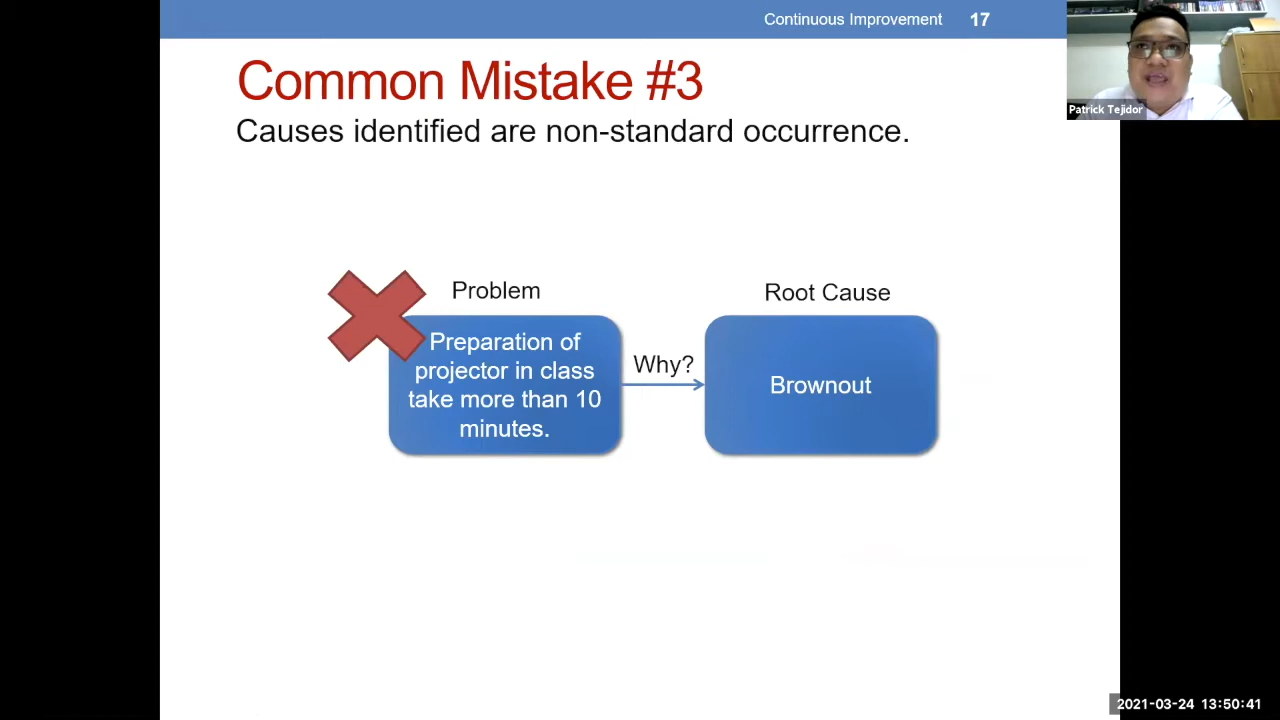 Continuous Improvement 17
Patrick Tejidor
Common Mistake #3
Causes identified are non-standard occurrence.
Problem
Root Cause
Preparation of
projector in class
take more than 10
minutes.
Why?
Brownout
2021-03-24 13:50:41